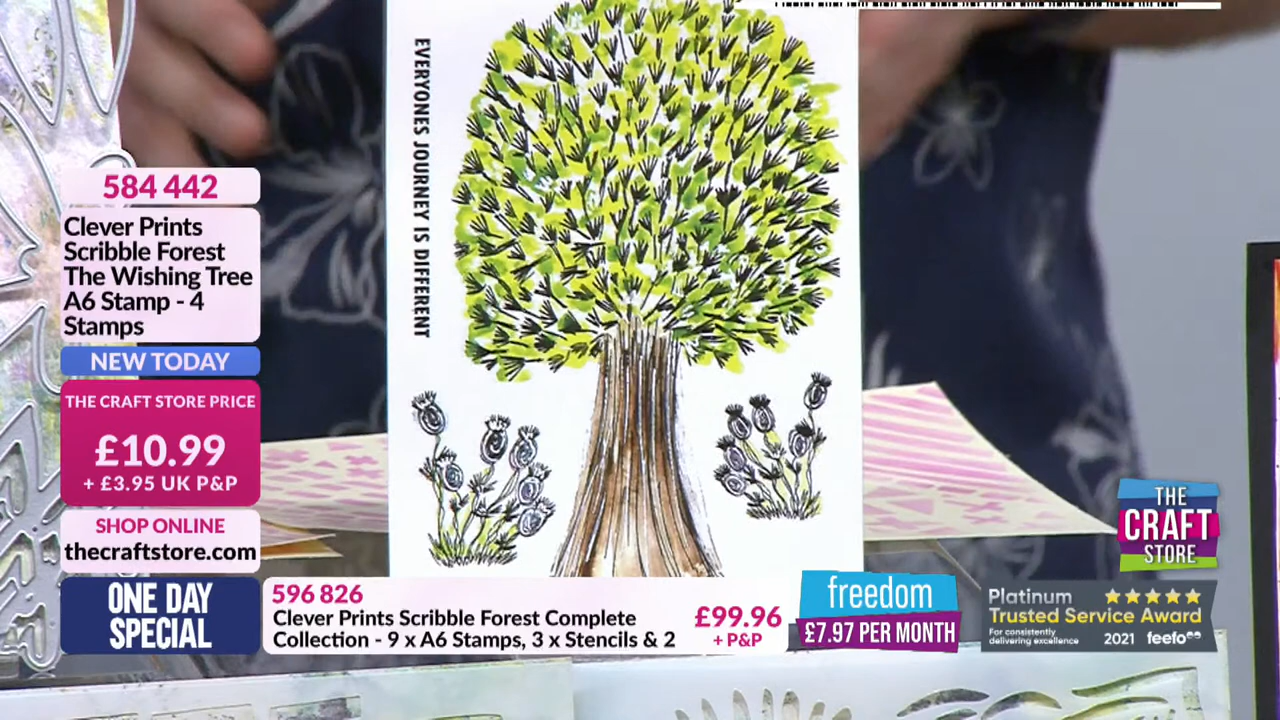 EVERYONES JOURNEY IS DIFFERENT
584 442
Clever Prints
Scribble Forest
The Wishing Tree
A6 Stamp - 4
Stamps
NEW TODAY
THE CRAFT STORE PRICE
£10.99
+ £3.95 UK P&P
SHOP ONLINE
thecraftstore.com
ONE DAY
SPECIAL
596 826
Clever Prints Scribble Forest Complete
Collection - 9 x A6 Stamps, 3 x Stencils & 2
£99.96
+ P&P
freedom
£7.97 PER MONTH
THE
CRAFT
STORE
Platinum
Trusted Service Award
For consistently
delivering excellence
2021 feefo